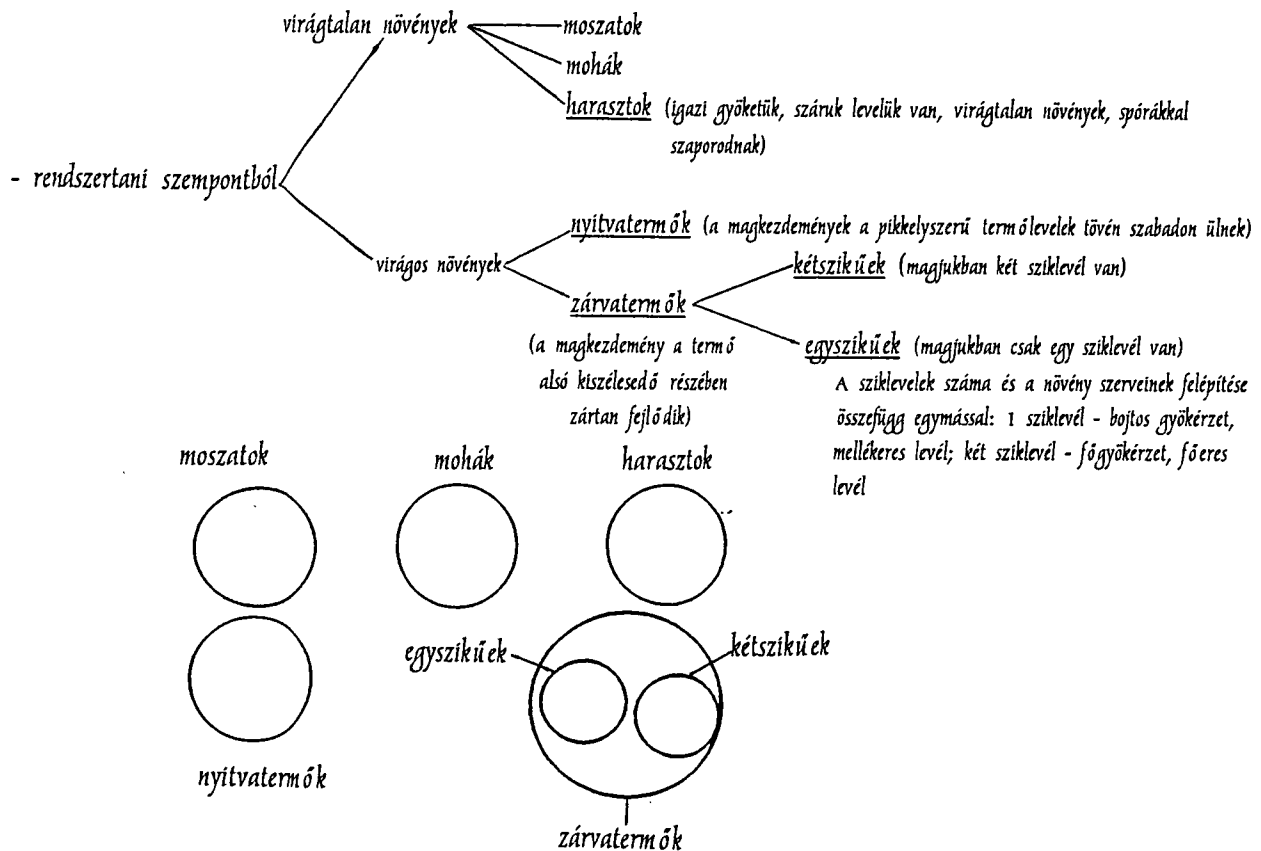 virágtalan növények
moszatok
mohák
harasztok (igazi gyöketük, száruk levelük van, virágtalan növények, spórákkal
szaporodnak)
- rendszertani szempontból
nyitvatermők (a magkezdemények a pikkelyszerű termőlevelek tövén szabadon ülnek)
virágos növények
kétszikűek (magjukban két sziklevél van)
zárvatermők
(a magkezdemény a termő
alsó kiszélesedő részében
zártan fejlődik)
egyszikűek (magjukban csak egy sziklevél van)
A sziklevelek száma és a növény szerveinek felépítése
összefügg egymással: 1 sziklevél - bojtos gyökérzet,
mellékeres levél; két sziklevél - főgyökérzet, főeres
levél
moszatok
mohák
harasztok
egyszikűek
kétszikűek
nyitvatermők
zárvatermők